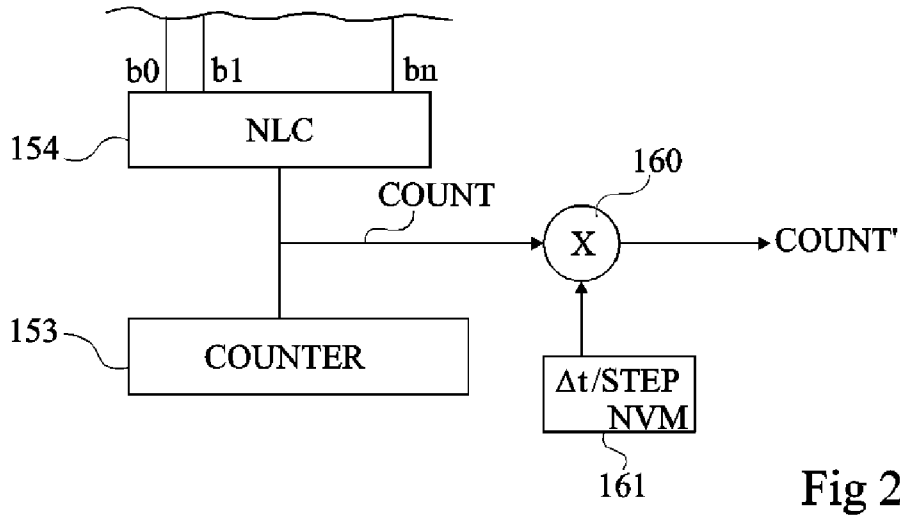 b0 b1 bn
NLC
154
160
COUNT
X
COUNT'
153
COUNTER
Δt/STEP
NVM
161
Fig 2